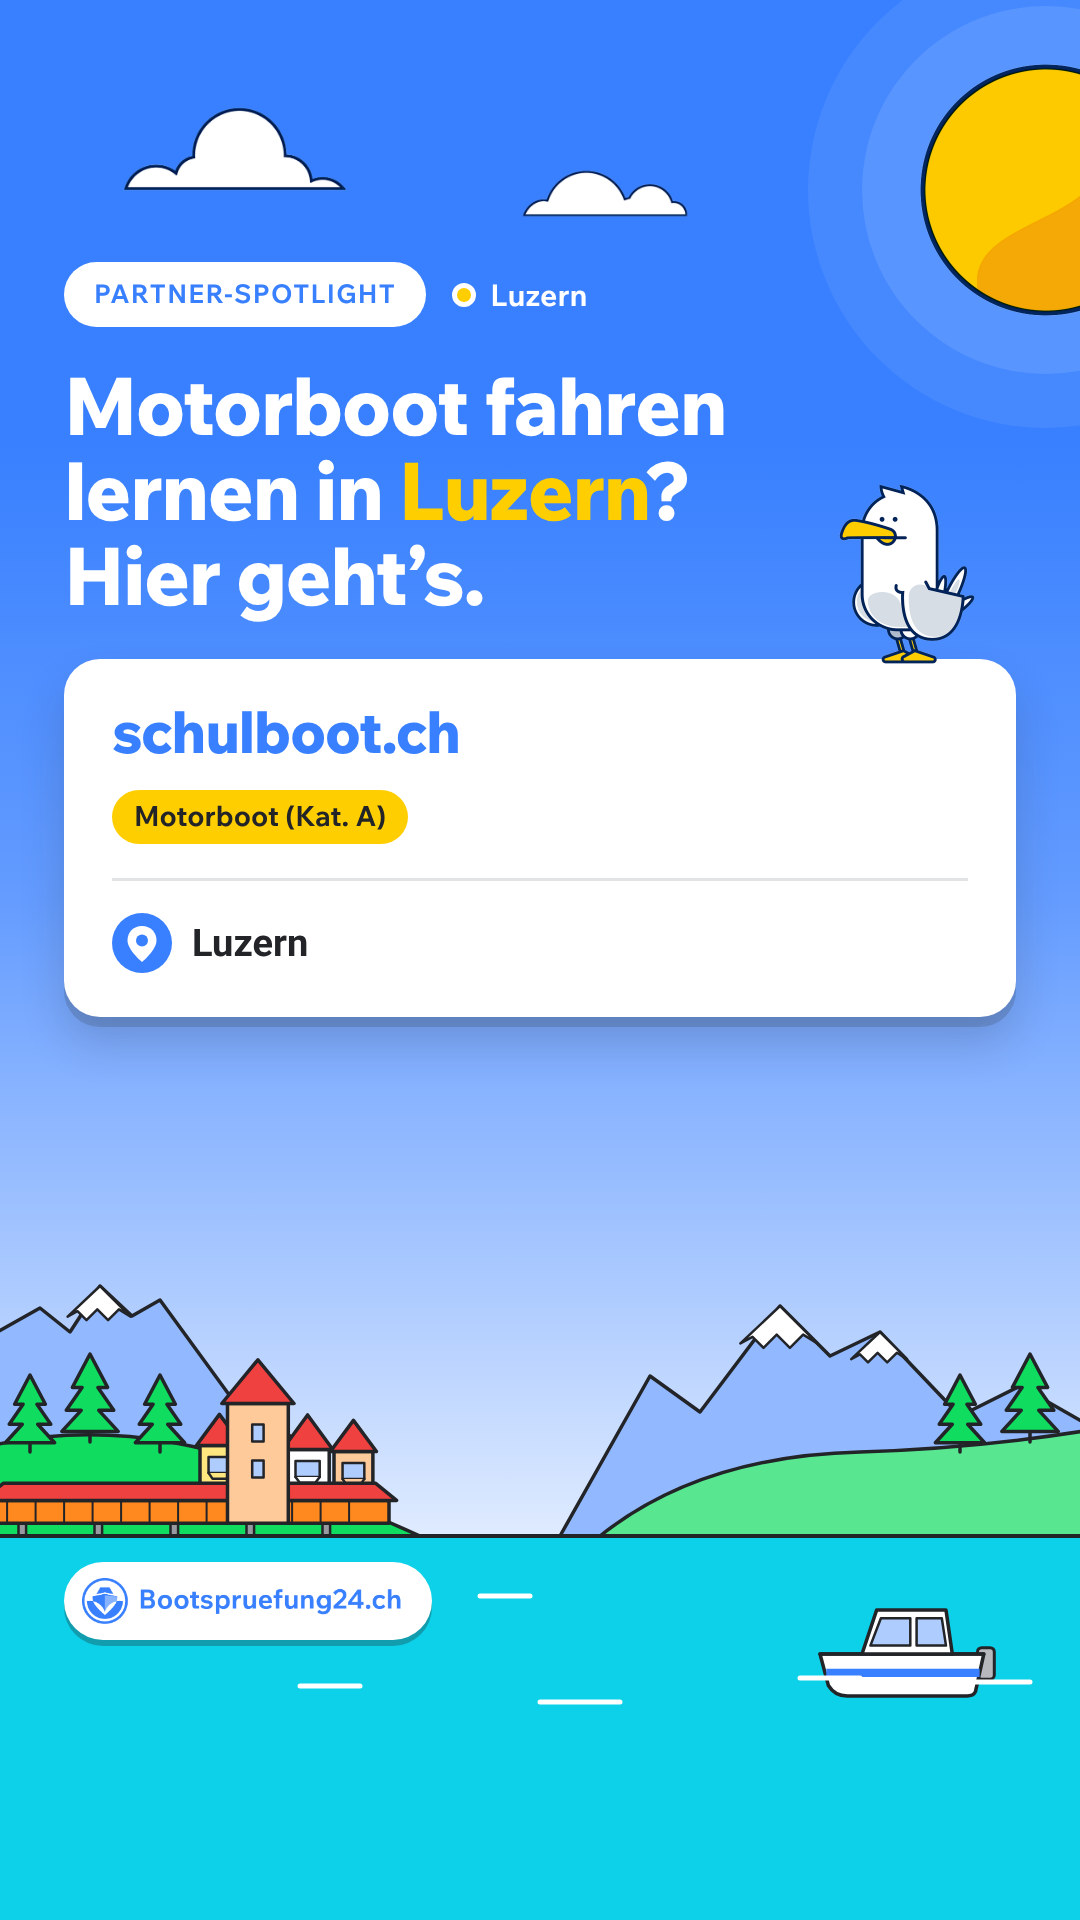 PARTNER-SPOTLIGHT
Luzern
Motorboot fahren
lernen in Luzern?
Hier geht’s.
schulboot.ch
Motorboot (Kat. A)
Luzern
Bootspruefung24.ch